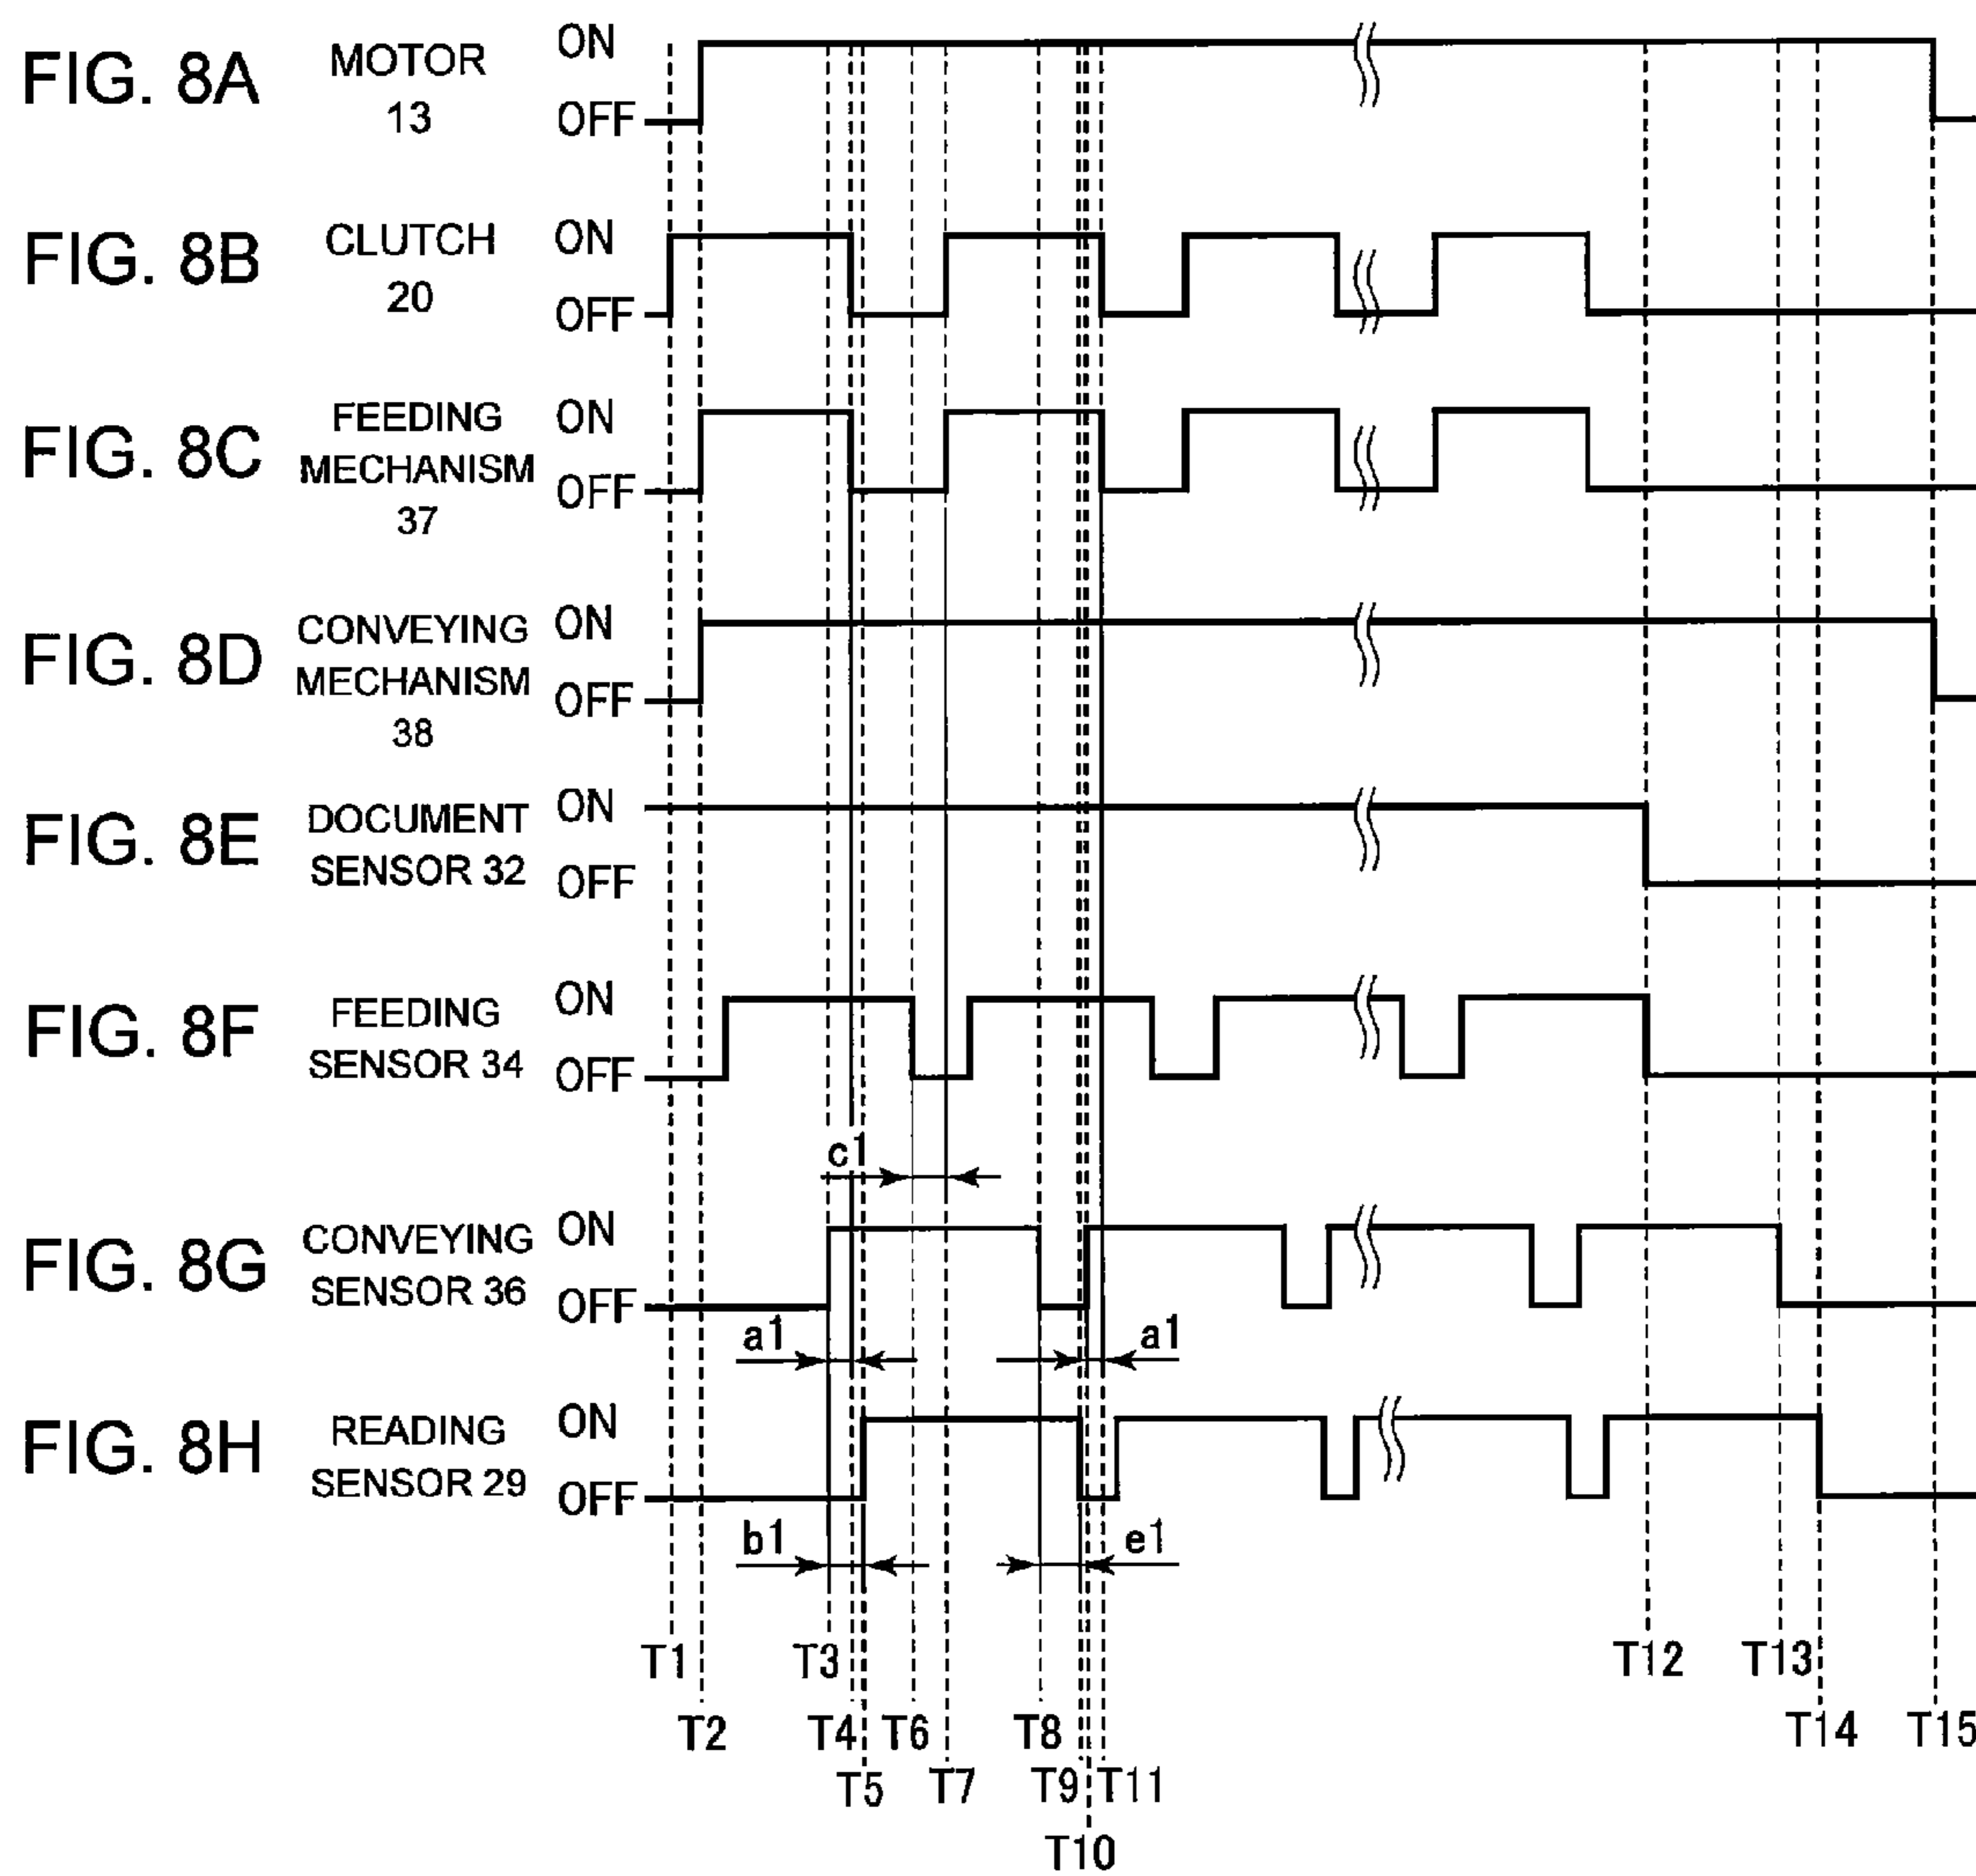 FIG. 8A MOTOR 13 ON OFF
FIG. 8B CLUTCH 20 ON OFF
FIG. 8C FEEDING MECHANISM 37 ON OFF
FIG. 8D CONVEYING MECHANISM 38 ON OFF
FIG. 8E DOCUMENT SENSOR 32 ON OFF
FIG. 8F FEEDING SENSOR 34 ON OFF
c1
FIG. 8G CONVEYING SENSOR 36 ON OFF
a1 a1
FIG. 8H READING SENSOR 29 ON OFF
b1 e1
T1 T3 T12 T13
T2 T4 T6 T8 T14 T15
T5 T7 T9 T11
T10